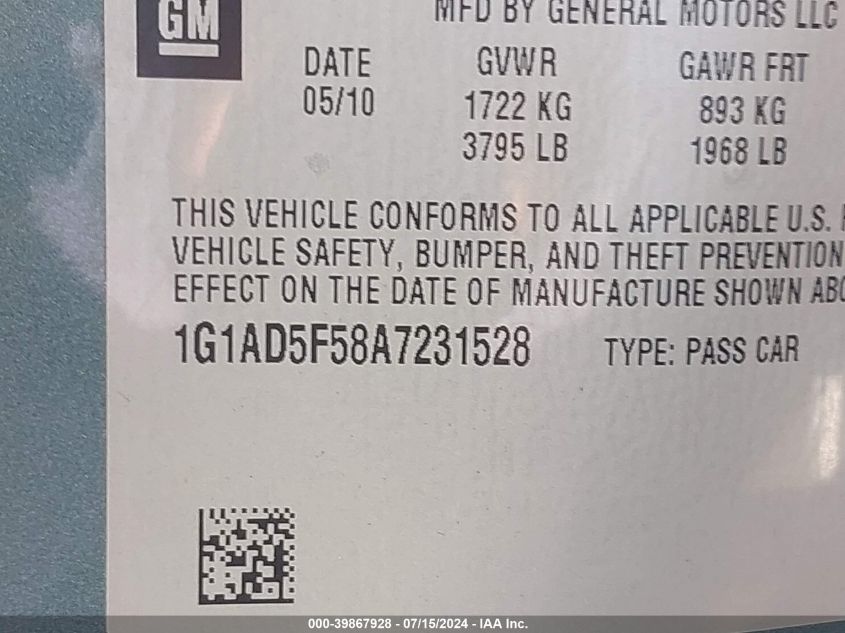 GM
MFD BY GENERAL MOTORS LLC
DATE GVWR GAWR FRT
05/10 1722 KG 893 KG
3795 LB 1968 LB
THIS VEHICLE CONFORMS TO ALL APPLICABLE U.S.
VEHICLE SAFETY, BUMPER, AND THEFT PREVENTION
EFFECT ON THE DATE OF MANUFACTURE SHOWN
1G1AD5F58A7231528 TYPE: PASS CAR
000-39867928 - 07/15/2024 - IAA Inc.